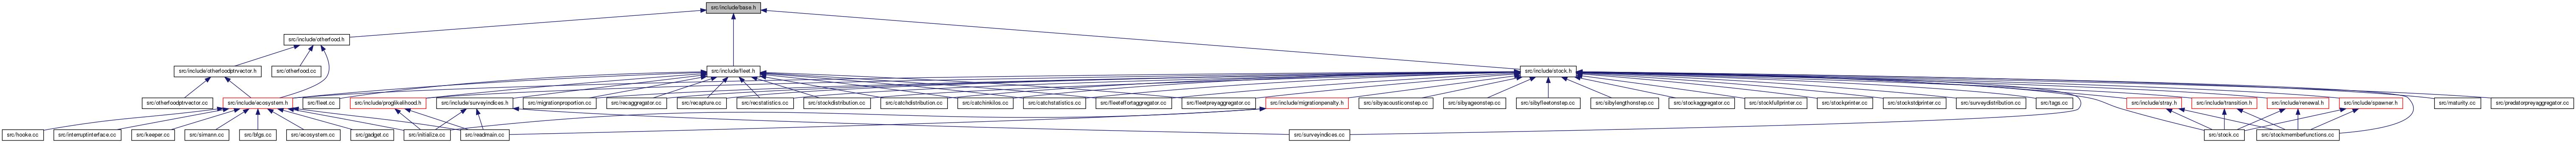 src/include/base.h
src/include/otherfood.h
src/include/otherfoodptrvector.h
src/otherfood.cc
src/include/fleet.h
src/include/stock.h
src/otherfoodptrvector.cc
src/include/ecosystem.h
src/fleet.cc
src/include/proglikelihood.h
src/include/surveyindices.h
src/migrationproportion.cc
src/recaggregator.cc
src/recapture.cc
src/recstatistics.cc
src/stockdistribution.cc
src/catchdistribution.cc
src/catchinkilos.cc
src/catchstatistics.cc
src/fleeteffortaggregator.cc
src/fleetpreyaggregator.cc
src/include/migrationpenalty.h
src/sibyacousticonstep.cc
src/sibyageonstep.cc
src/sibyfleetonstep.cc
src/sibylengthonstep.cc
src/stockaggregator.cc
src/stockfullprinter.cc
src/stockprinter.cc
src/stockstdprinter.cc
src/surveydistribution.cc
src/tags.cc
src/include/stray.h
src/include/transition.h
src/include/renewal.h
src/include/spawner.h
src/maturity.cc
src/predatorpreyaggregator.cc
src/hooke.cc
src/interruptinterface.cc
src/keeper.cc
src/simann.cc
src/bfgs.cc
src/ecosystem.cc
src/gadget.cc
src/initialize.cc
src/readmain.cc
src/surveyindices.cc
src/stock.cc
src/stockmemberfunctions.cc